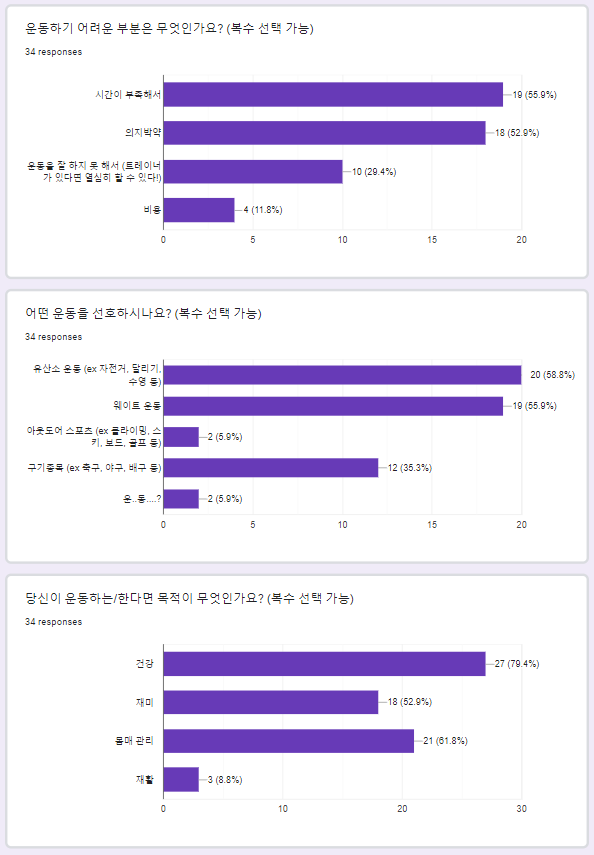 운동하기 어려운 부분은 무엇인가요? (복수 선택 가능)
34 responses
시간이 부족해서
19 (55.9%)
의지박약
18 (52.9%)
운동을 잘 하지 못 해서 (트레이너
가 있다면 열심히 할 수 있다!)
10 (29.4%)
비용
4 (11.8%)
0 5 10 15 20
어떤 운동을 선호하시나요? (복수 선택 가능)
34 responses
유산소 운동 (ex 자전거, 달리기,
수영 등)
20 (58.8%)
웨이트 운동
19 (55.9%)
아웃도어 스포츠 (ex 클라이밍, 스
키, 보드, 골프 등)
2 (5.9%)
구기종목 (ex 축구, 야구, 배구 등)
12 (35.3%)
운..동....?
2 (5.9%)
0 5 10 15 20
당신이 운동하는/한다면 목적이 무엇인가요? (복수 선택 가능)
34 responses
건강
27 (79.4%)
재미
18 (52.9%)
몸매 관리
21 (61.8%)
재활
3 (8.8%)
0 10 20 30